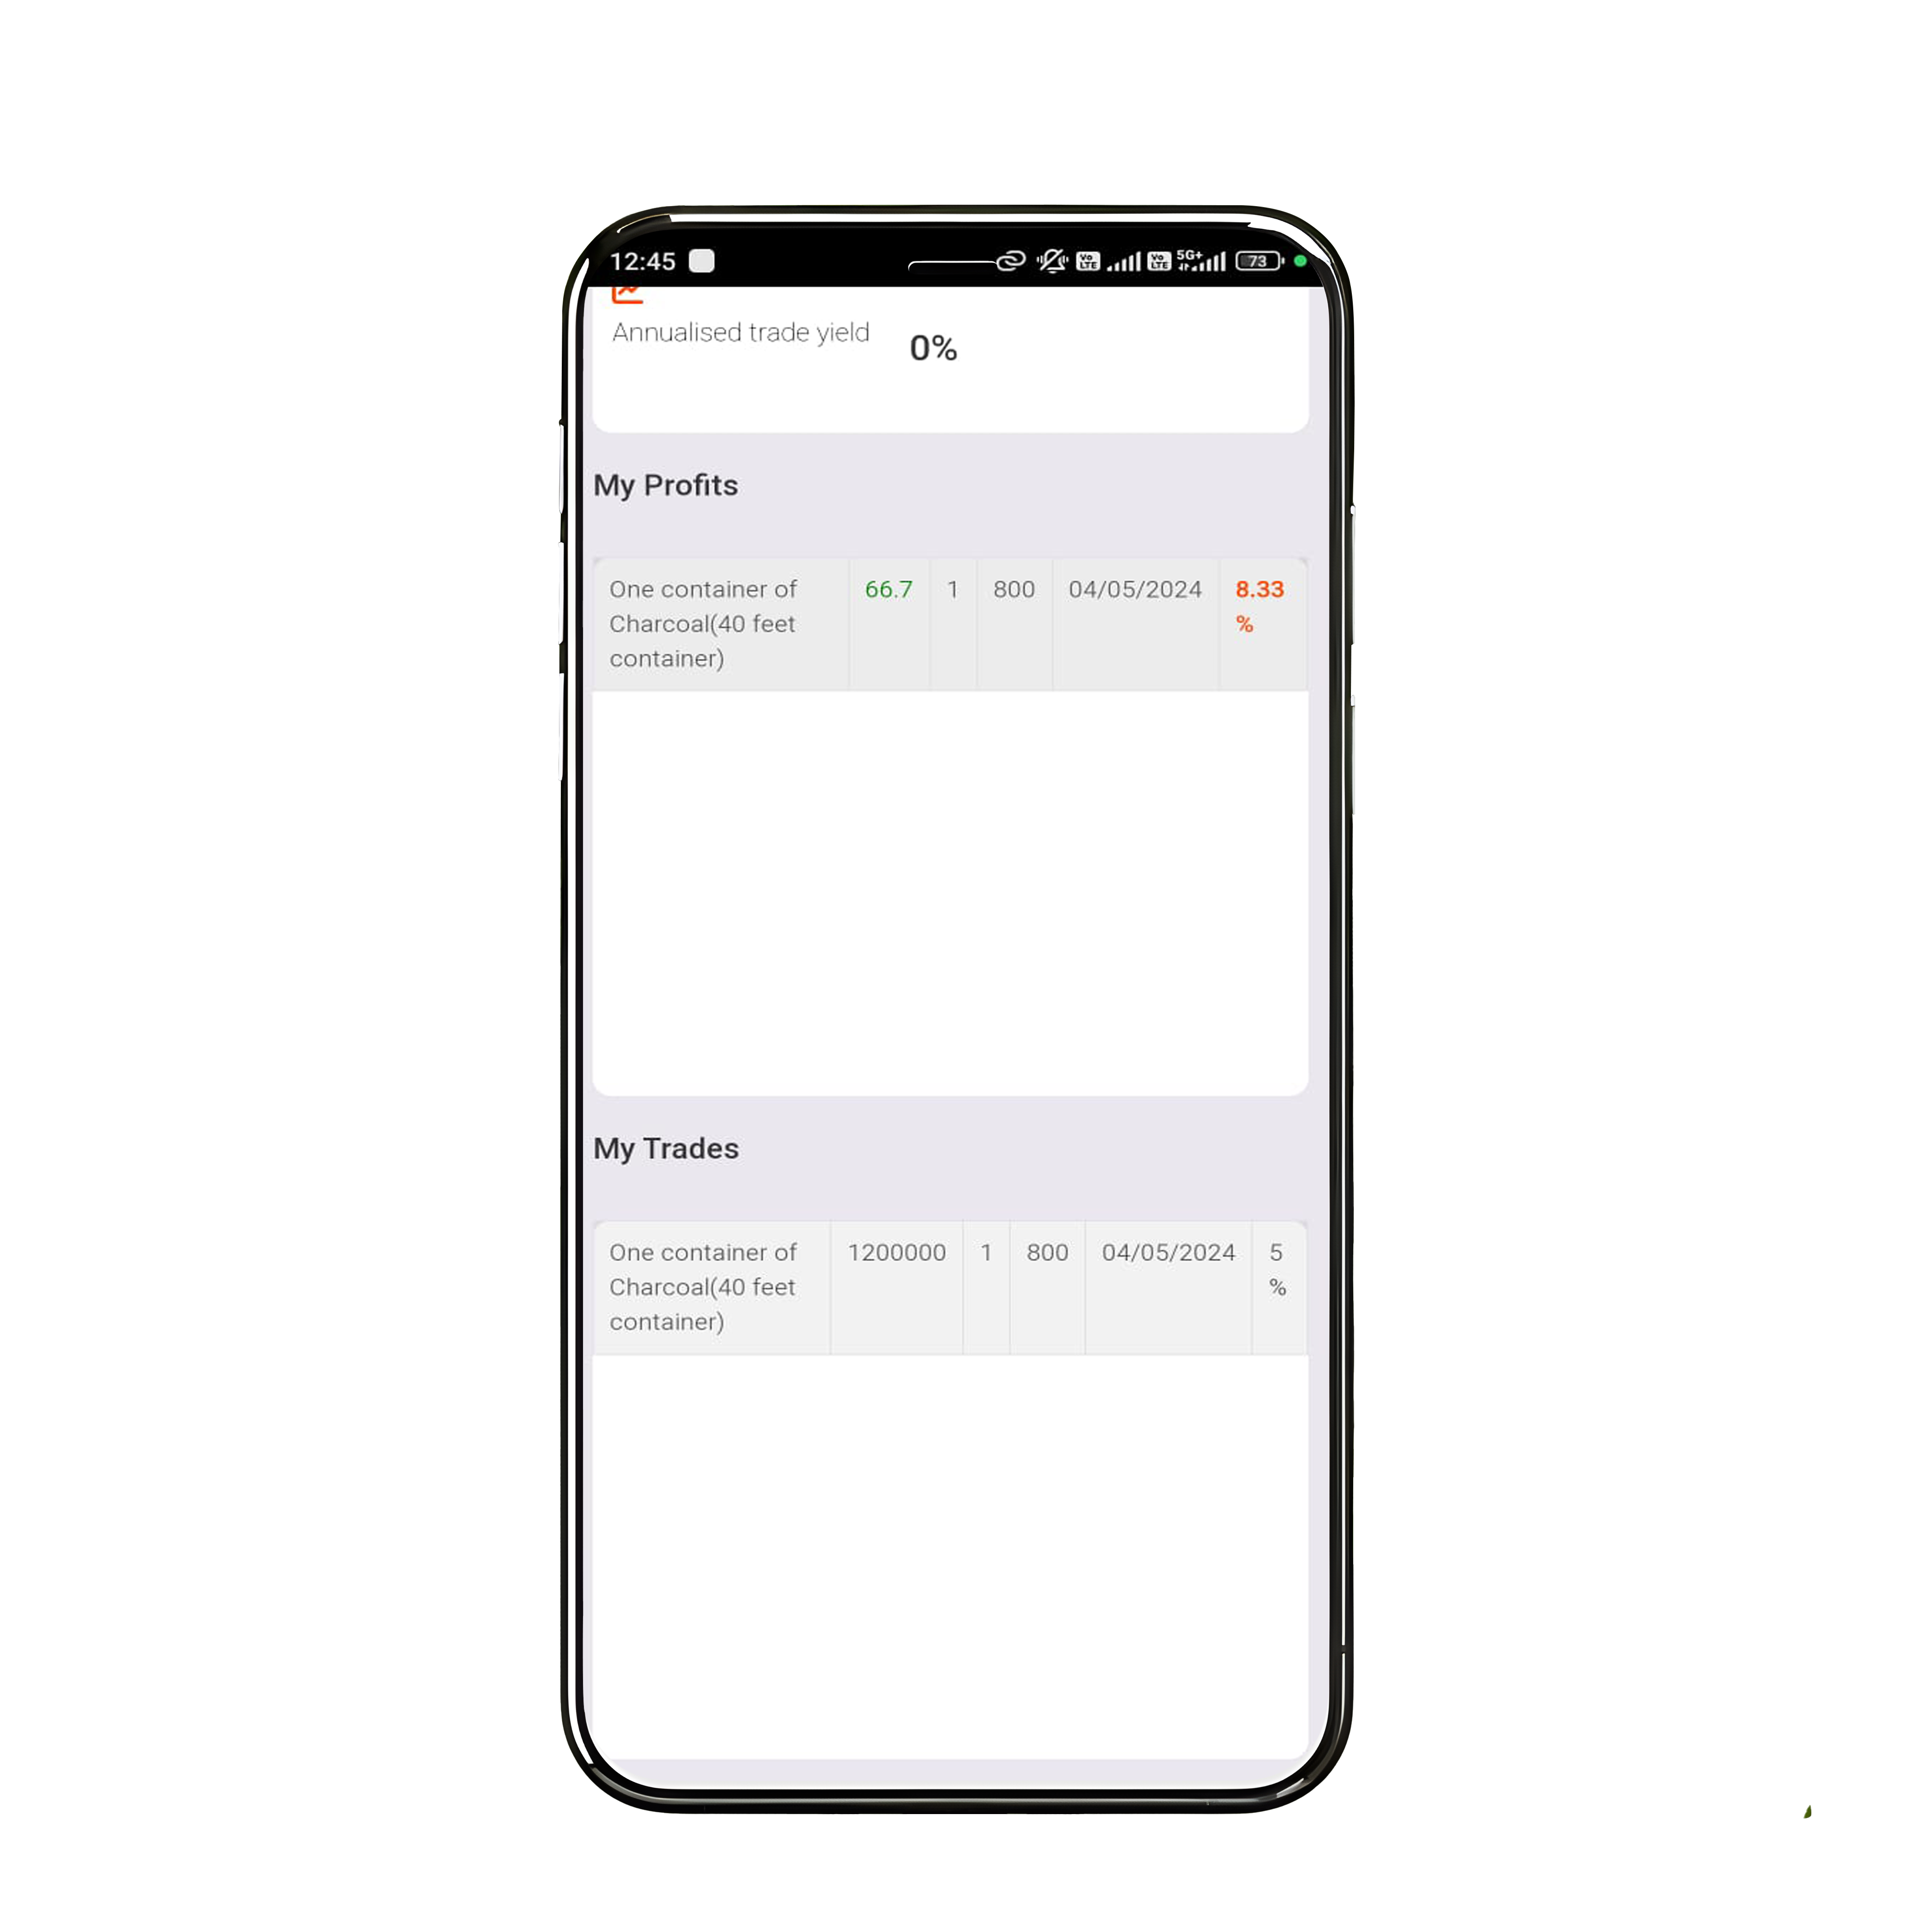 12:45 Vo LTE Vo LTE 5G+ 73
Annualised trade yield
0%
My Profits
One container of 66.7 1 800 04/05/2024 8.33
Charcoal(40 feet %
container)
My Trades
One container of 1200000 1 800 04/05/2024 5
Charcoal(40 feet %
container)